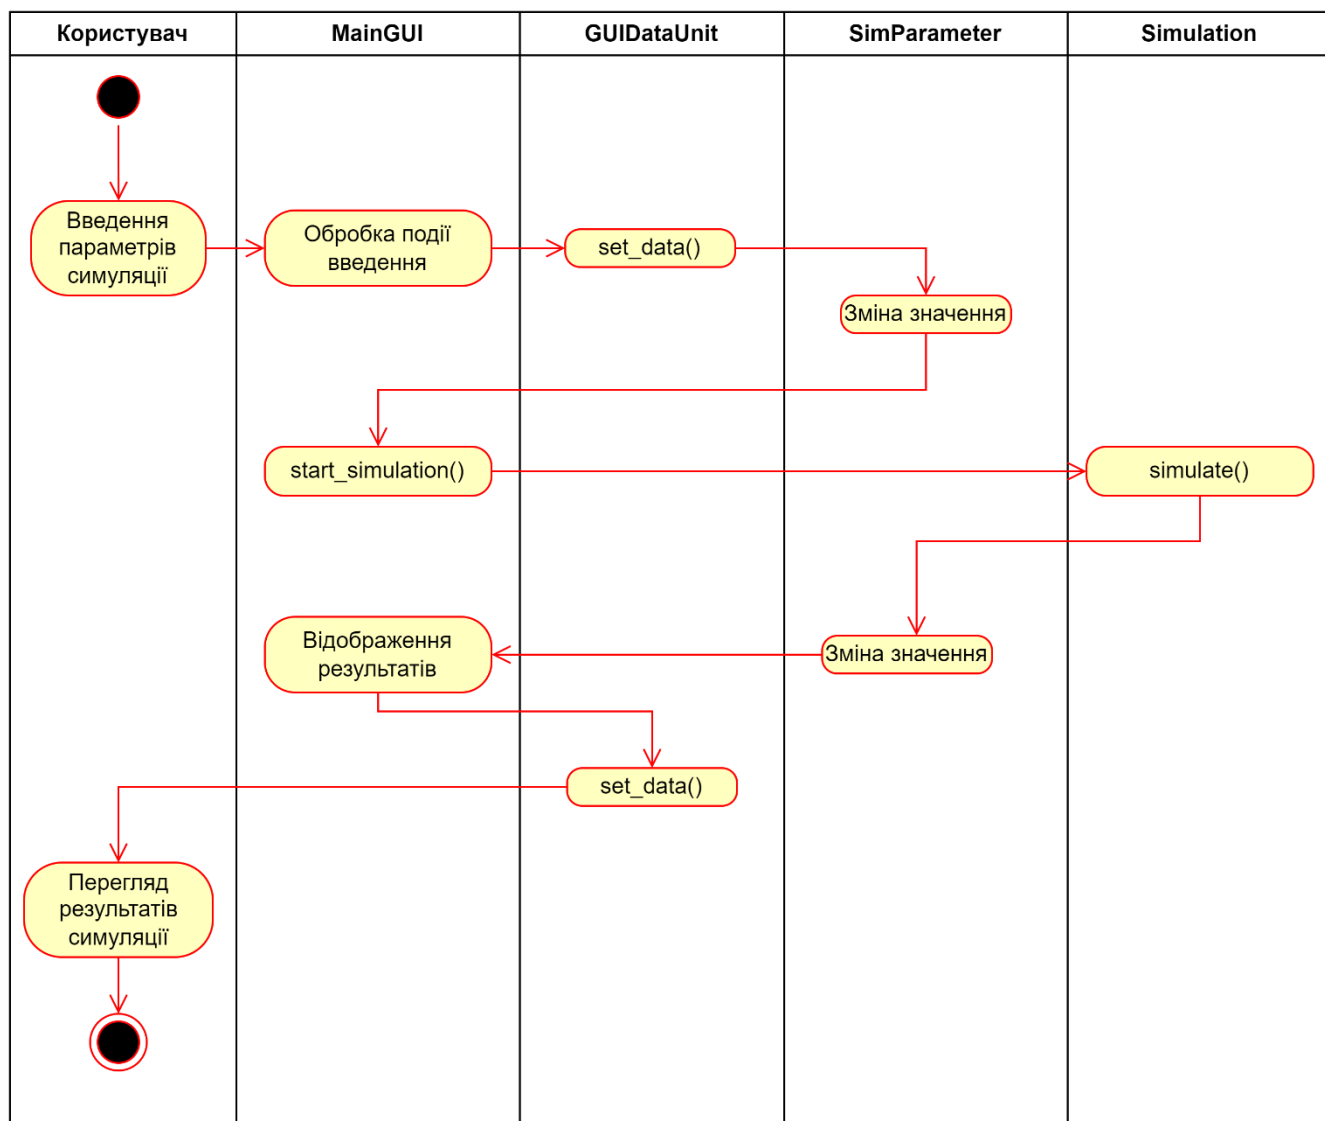 Користувач
MainGUI
GUIDataUnit
SimParameter
Simulation
Введення
параметрів
симуляції
Обробка події
введення
set_data()
Зміна значення
start_simulation()
simulate()
Відображення
результатів
Зміна значення
set_data()
Перегляд
результатів
симуляції